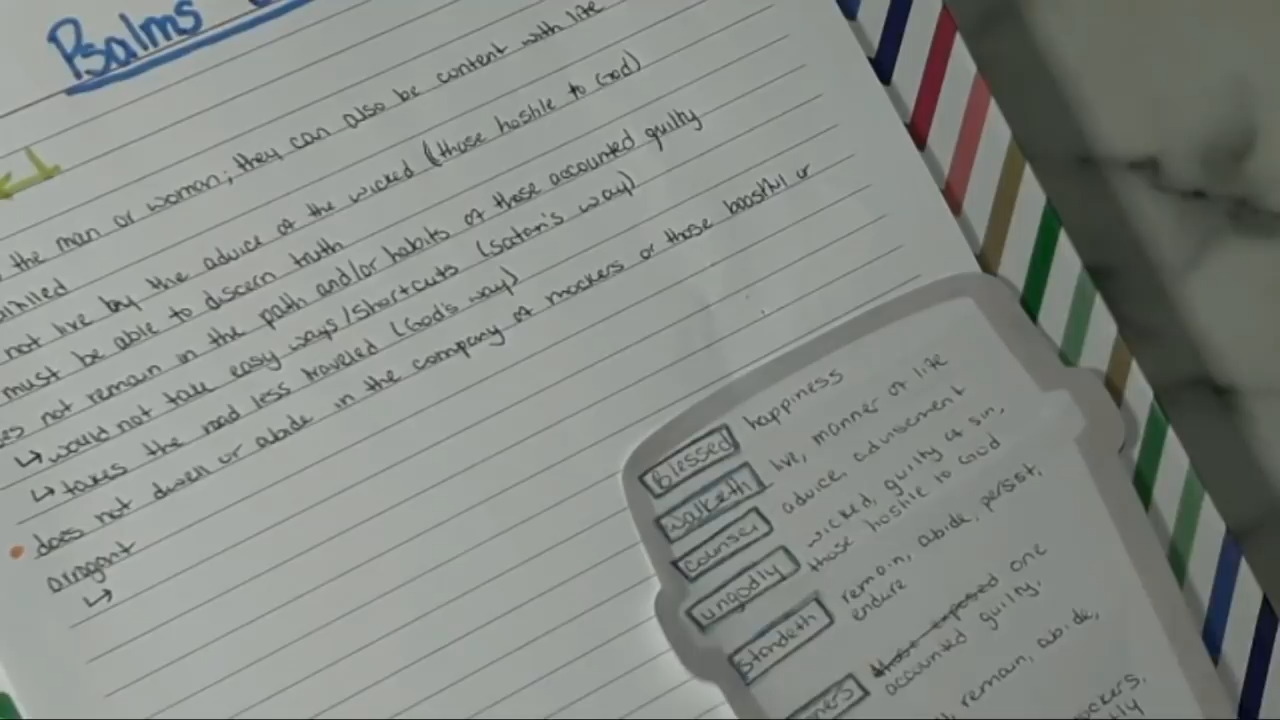 Psalms
the man or woman; they can also be content with life
not live by the advice of the wicked (those hostile to God)
must be able to discern truth
not remain in the path and/or habits of those accounted guilty
↳ would not take easy ways/shortcuts (Satan's way)
↳ takes the road less traveled (God's way)
• does not dwell or abide in the company of mockers or those boastful or
arrogant
↳
Blessed happiness
walketh live, manner of life
counsel advice, advisement
ungodly wicked, guilty of sin,
those hostile to God
Standeth remain, abide, persist,
endure
those exposed one
accounted guilty,
remain, abide,